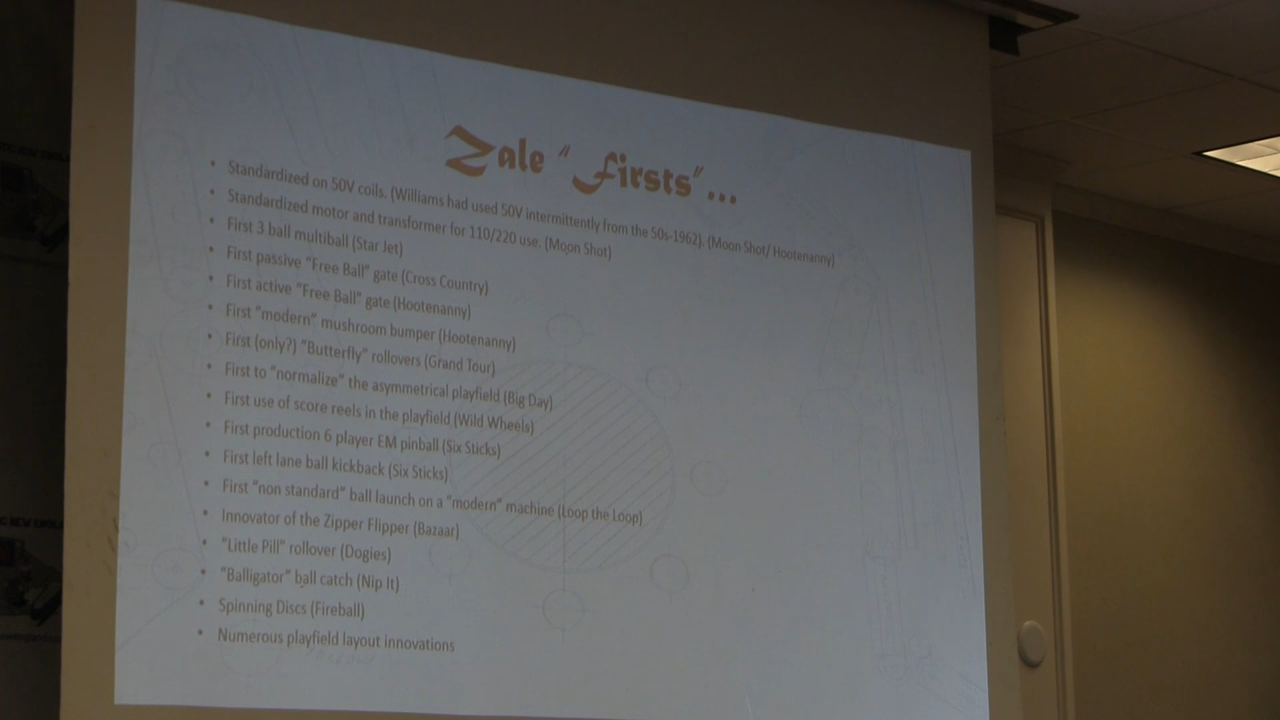 Zale "Firsts"...
• Standardized on 50V coils. (Williams had used 50V intermittently from the 50s-1962). (Moon Shot/ Hootenanny)
• Standardized motor and transformer for 110/220 use. (Moon Shot)
• First 3 ball multiball (Star Jet)
• First passive "Free Ball" gate (Cross Country)
• First active "Free Ball" gate (Hootenanny)
• First "modern" mushroom bumper (Hootenanny)
• First (only?) "Butterfly" rollovers (Grand Tour)
• First to "normalize" the asymmetrical playfield (Big Day)
• First use of score reels in the playfield (Wild Wheels)
• First production 6 player EM pinball (Six Sticks)
• First left lane ball kickback (Six Sticks)
• First "non standard" ball launch on a "modern" machine (Loop the Loop)
• Innovator of the Zipper Flipper (Bazaar)
• "Little Pill" rollover (Dogies)
• "Balligator" ball catch (Nip It)
• Spinning Discs (Fireball)
• Numerous playfield layout innovations